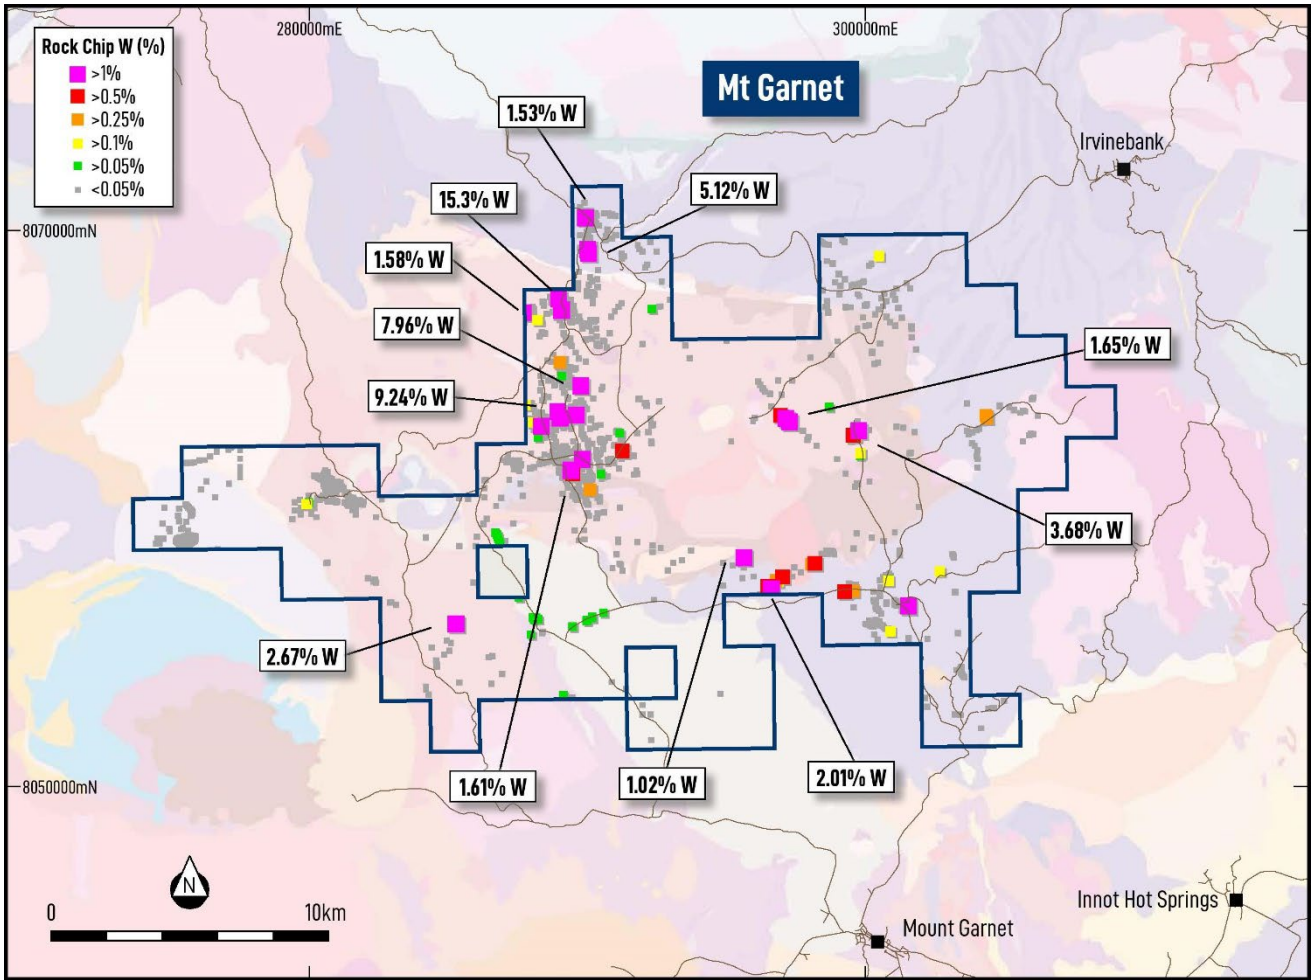 280000mE
300000mE
Rock Chip W (%)
>1%
>0.5%
>0.25%
>0.1%
>0.05%
<0.05%
Mt Garnet
1.53% W
Irvinebank
15.3% W
5.12% W
8070000mN
1.58% W
7.96% W
1.65% W
9.24% W
3.68% W
2.67% W
1.61% W
1.02% W
2.01% W
8050000mN
N
0
10km
Innot Hot Springs
Mount Garnet